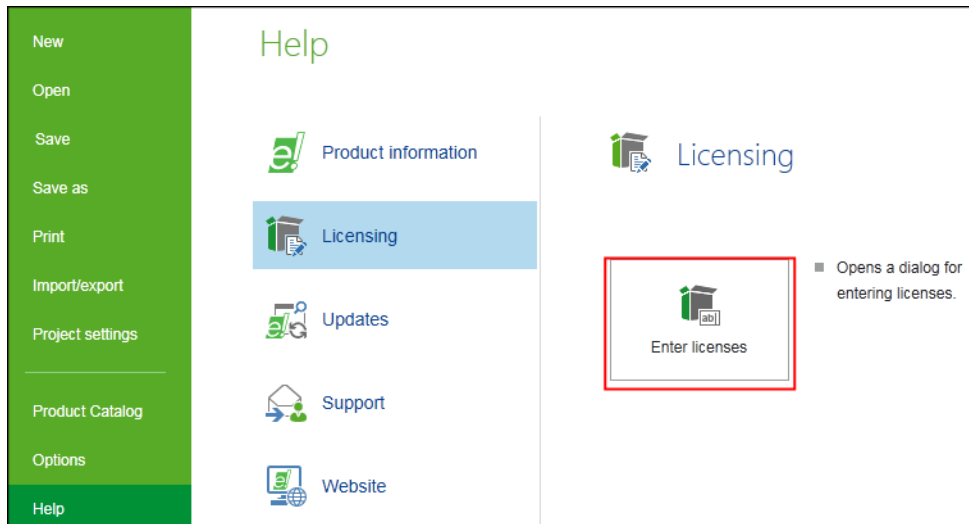 New
Open
Save
Save as
Print
Import/export
Project settings
Product Catalog
Options
Help
Help
e!
Product information
Licensing
Updates
Support
Website
Licensing
ab|
Enter licenses
Opens a dialog for
entering licenses.